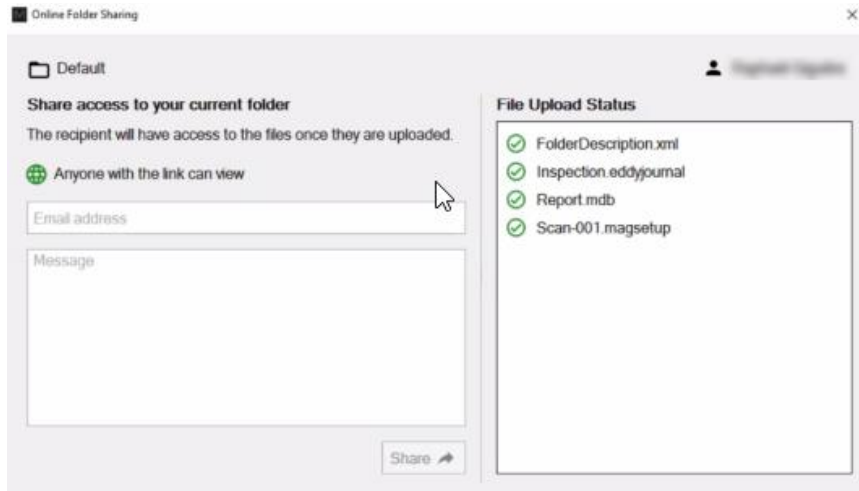 Online Folder Sharing
Default
Share access to your current folder
The recipient will have access to the files once they are uploaded.
Anyone with the link can view
Email address
Message
Share
File Upload Status
FolderDescription.xml
Inspection.eddyjournal
Report.mdb
Scan-001.magsetup